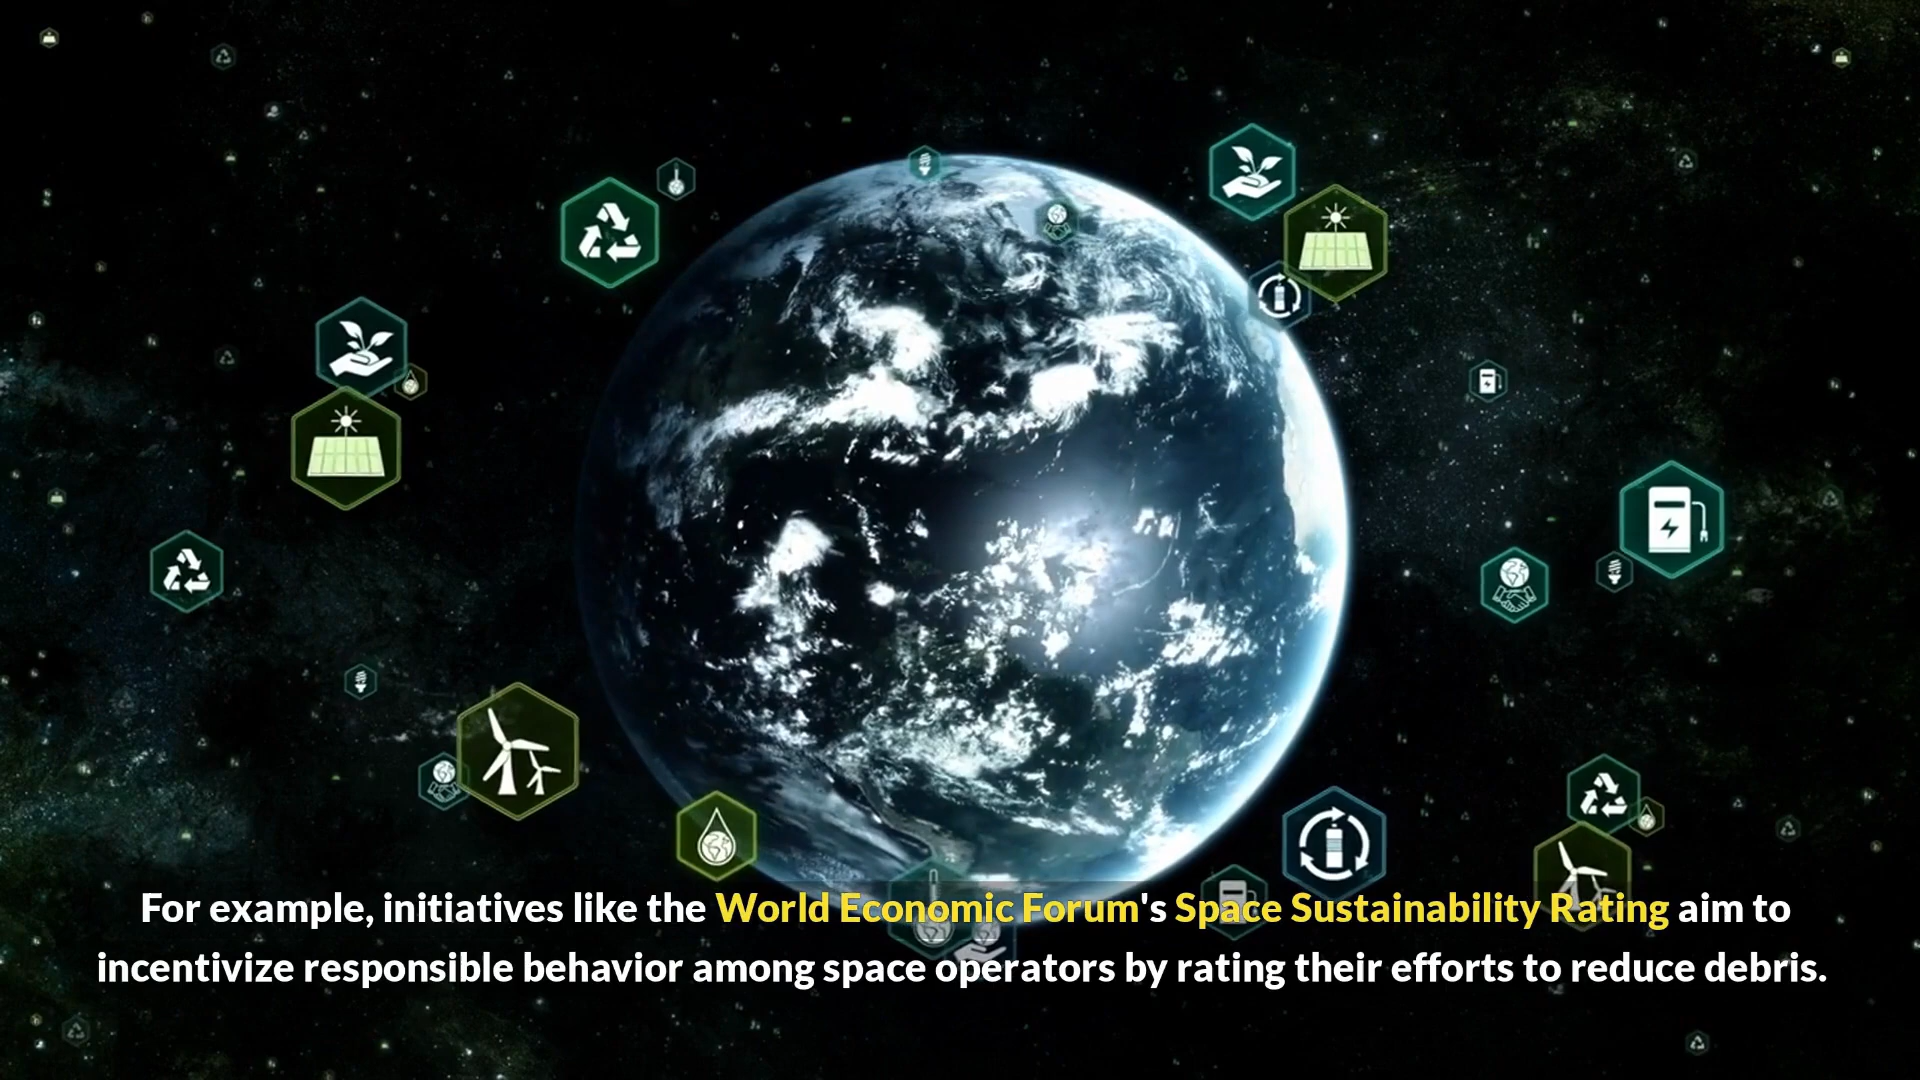 For example, initiatives like the World Economic Forum's Space Sustainability Rating aim to
incentivize responsible behavior among space operators by rating their efforts to reduce debris.